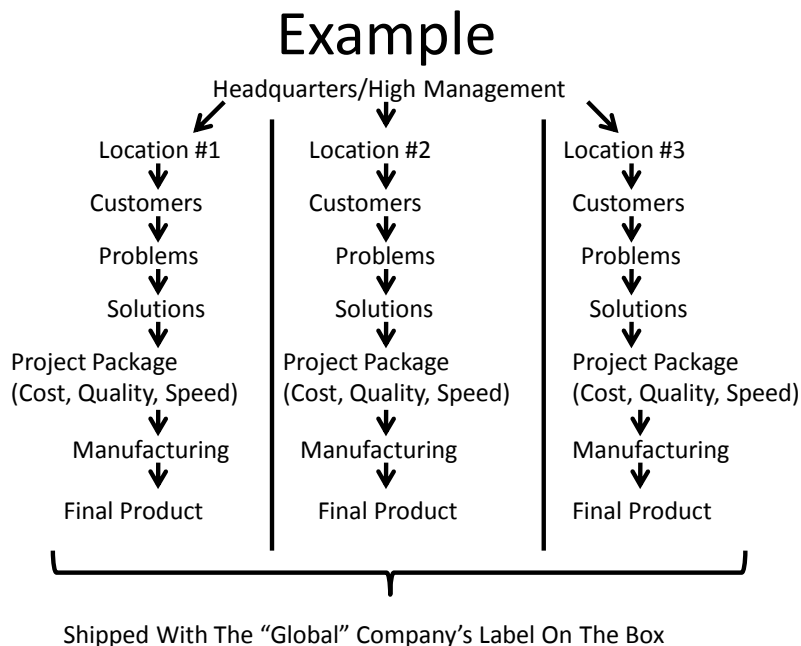 Example
Headquarters/High Management
Location #1
Customers
Problems
Solutions
Project Package
(Cost, Quality, Speed)
Manufacturing
Final Product
Location #2
Customers
Problems
Solutions
Project Package
(Cost, Quality, Speed)
Manufacturing
Final Product
Location #3
Customers
Problems
Solutions
Project Package
(Cost, Quality, Speed)
Manufacturing
Final Product
Shipped With The “Global” Company’s Label On The Box